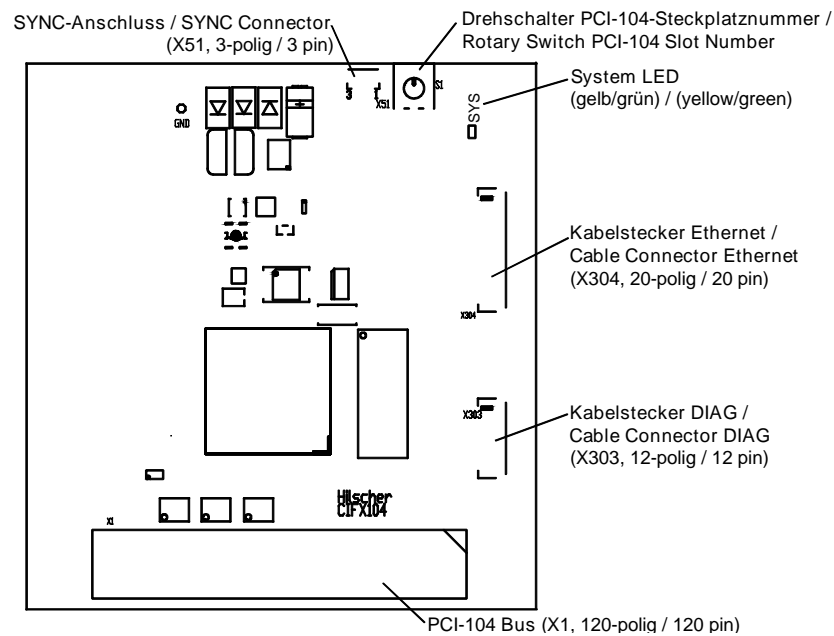 SYNC-Anschluss / SYNC Connector
(X51, 3-polig / 3 pin)
Drehschalter PCI-104-Steckplatznummer /
Rotary Switch PCI-104 Slot Number
System LED
(gelb/grün) / (yellow/green)
GND
3
1
X51
S1
SYS
Kabelstecker Ethernet /
Cable Connector Ethernet
(X304, 20-polig / 20 pin)
X304
X303
Kabelstecker DIAG /
Cable Connector DIAG
(X303, 12-polig / 12 pin)
Hilscher
CIFX104
X1
PCI-104 Bus (X1, 120-polig / 120 pin)